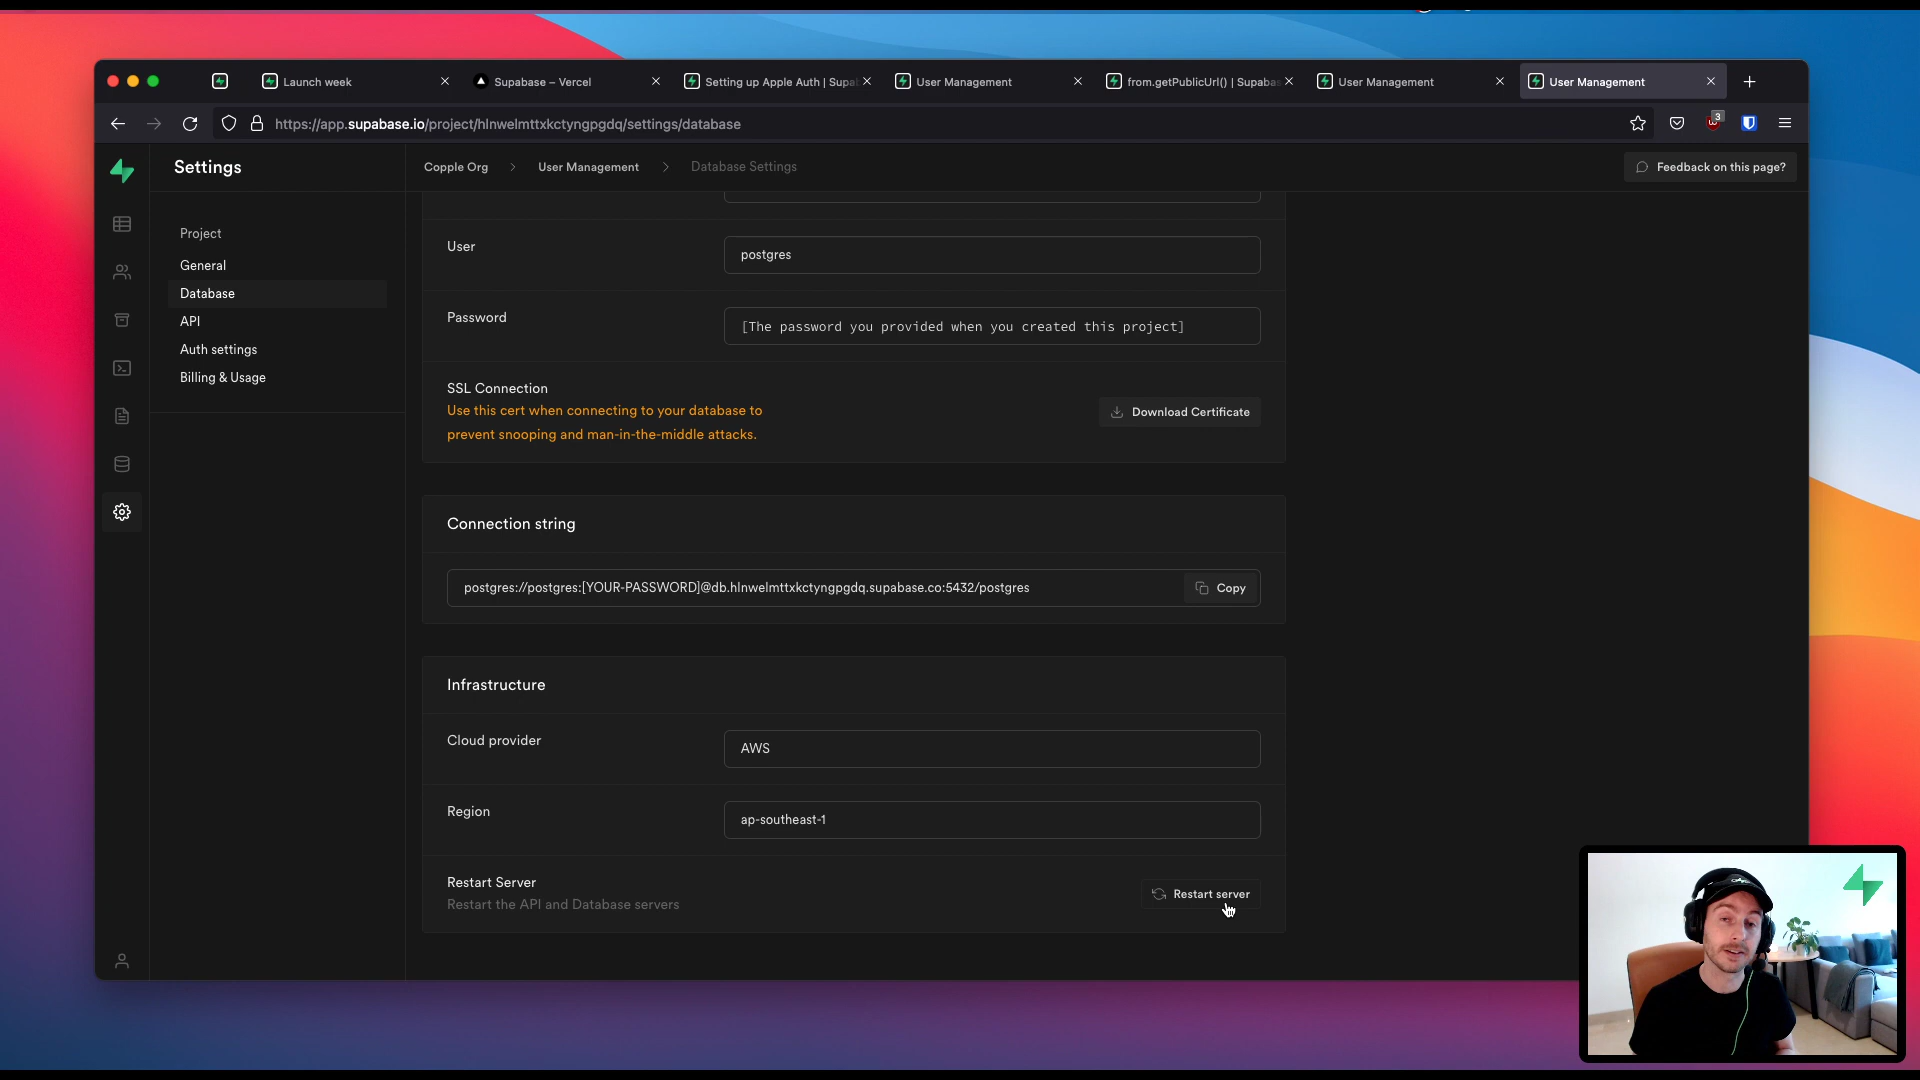 Launch week
Supabase – Vercel
Setting up Apple Auth | Supa
User Management
from.getPublicUrl() | Supabas
User Management
User Management
https://app.supabase.io/project/hlnwelmttxkctyngpgdq/settings/database
3
Settings
Copple Org > User Management > Database Settings
Feedback on this page?
Project
General
Database
API
Auth settings
Billing & Usage
User
postgres
Password
[The password you provided when you created this project]
SSL Connection
Use this cert when connecting to your database to
prevent snooping and man-in-the-middle attacks.
Download Certificate
Connection string
postgres://postgres:[YOUR-PASSWORD]@db.hlnwelmttxkctyngpgdq.supabase.co:5432/postgres
Copy
Infrastructure
Cloud provider
AWS
Region
ap-southeast-1
Restart Server
Restart the API and Database servers
Restart server